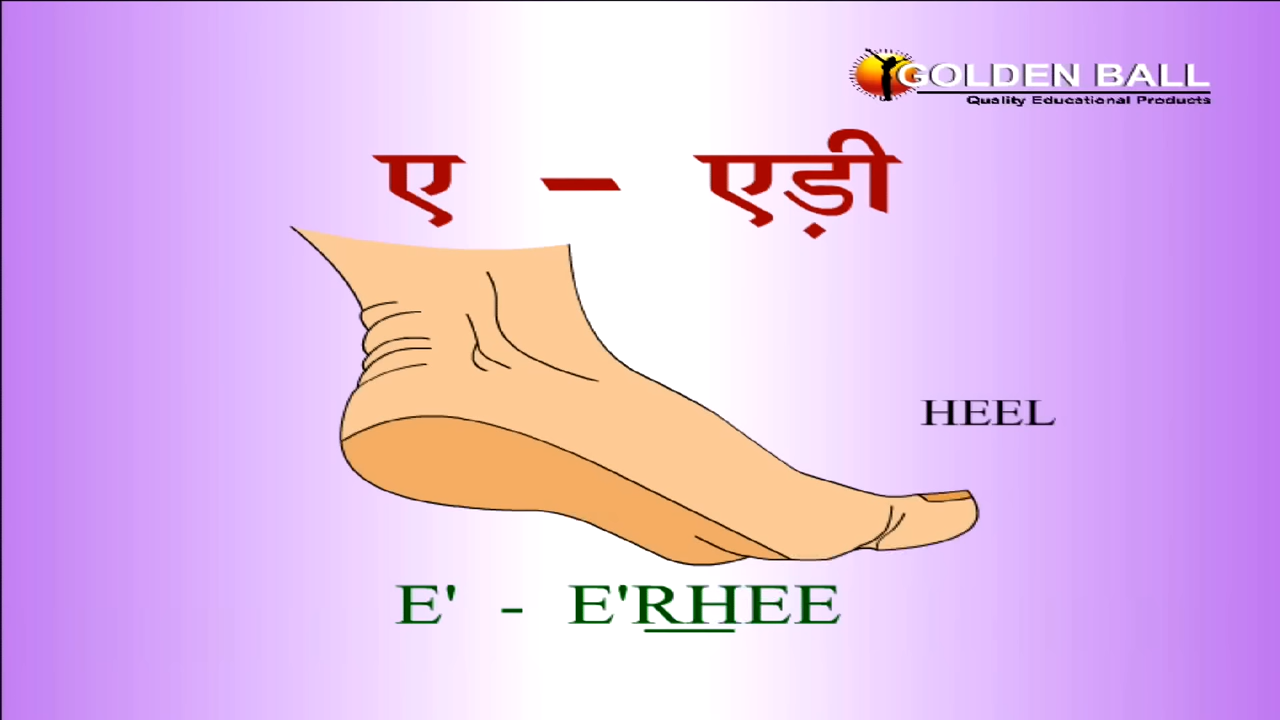 GOLDEN BALL
Quality Educational Products
ए - एड़ी
HEEL
E' - E'RHEE